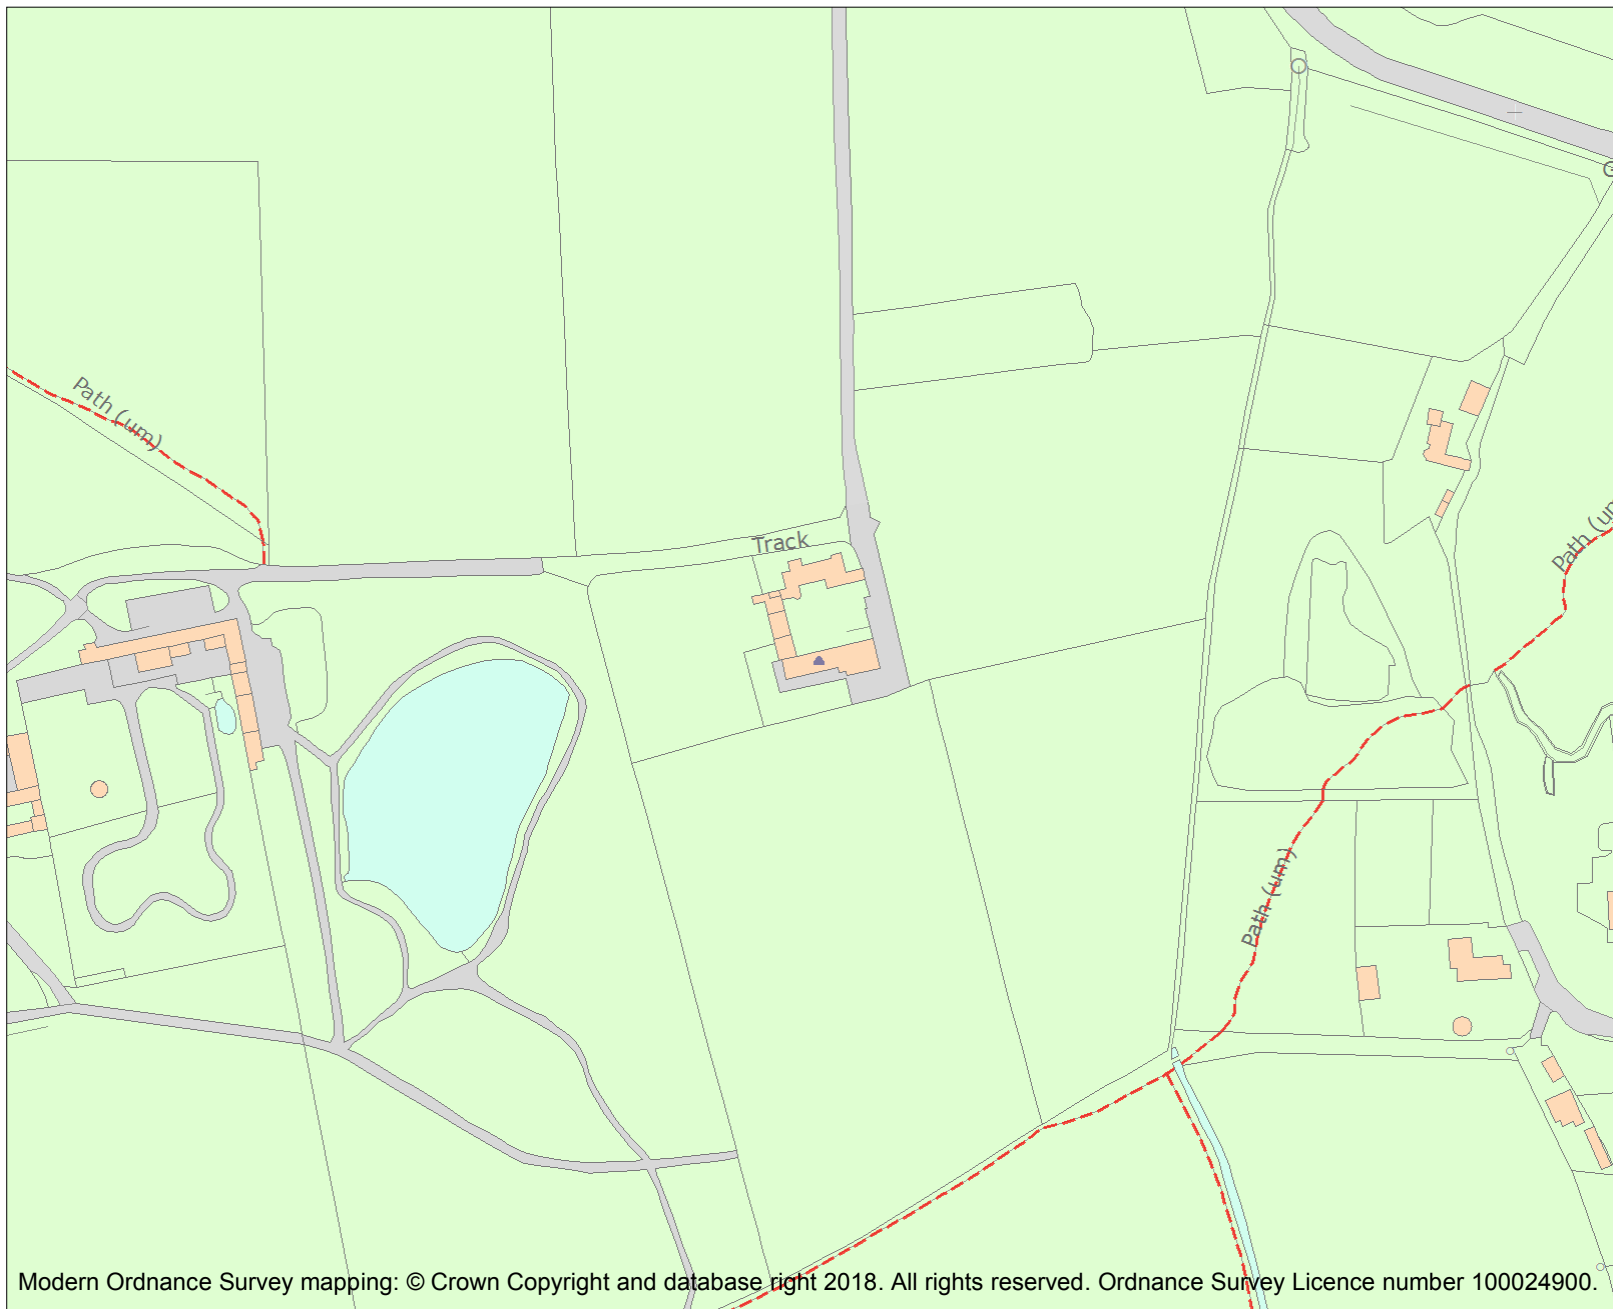 Path (um)
Path (u
Track
Path (um)
Modern Ordnance Survey mapping: © Crown Copyright and database right 2018. All rights reserved. Ordnance Survey Licence number 100024900.